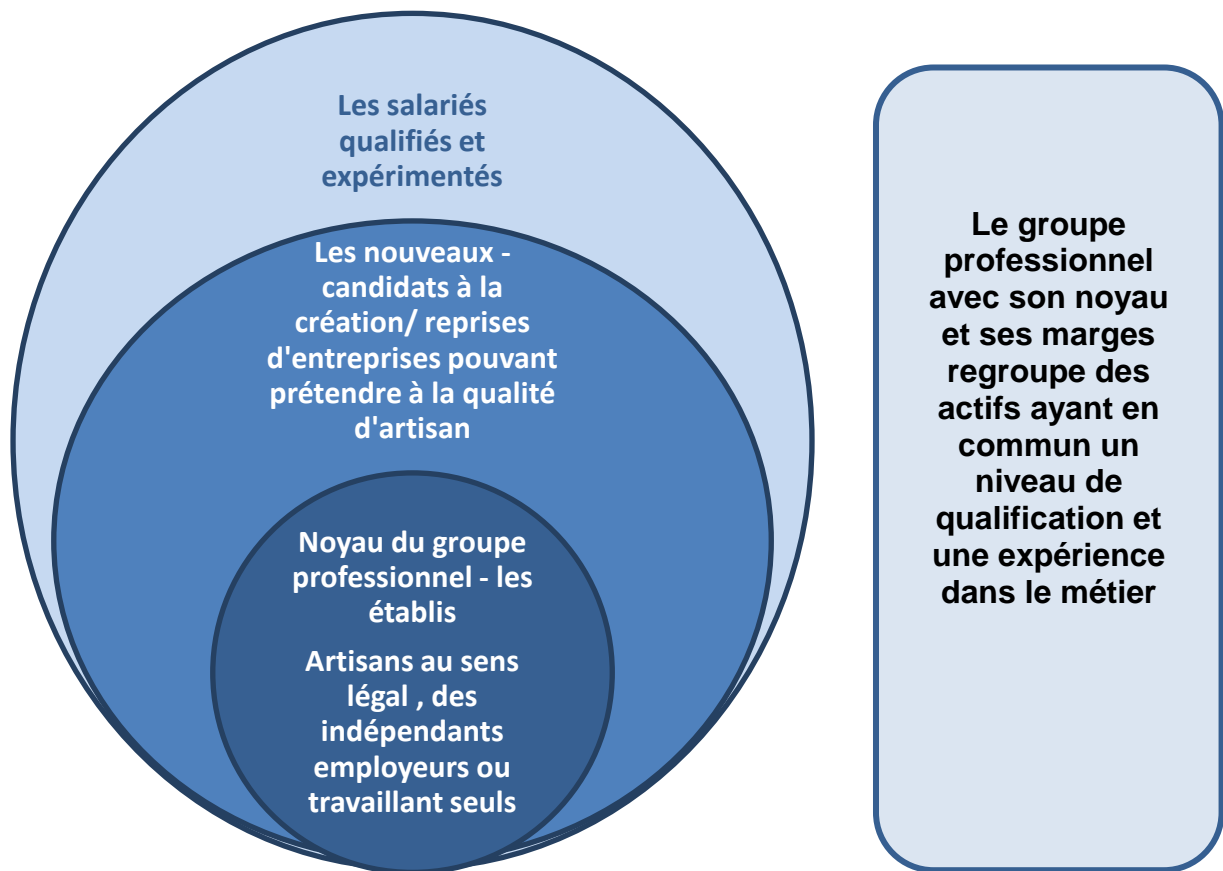 Les salariés
qualifiés et
expérimentés
Les nouveaux -
candidats à la
création/ reprises
d'entreprises pouvant
prétendre à la qualité
d'artisan
Noyau du groupe
professionnel - les
établis
Artisans au sens
légal , des
indépendants
employeurs ou
travaillant seuls
Le groupe
professionnel
avec son noyau
et ses marges
regroupe des
actifs ayant en
commun un
niveau de
qualification et
une expérience
dans le métier